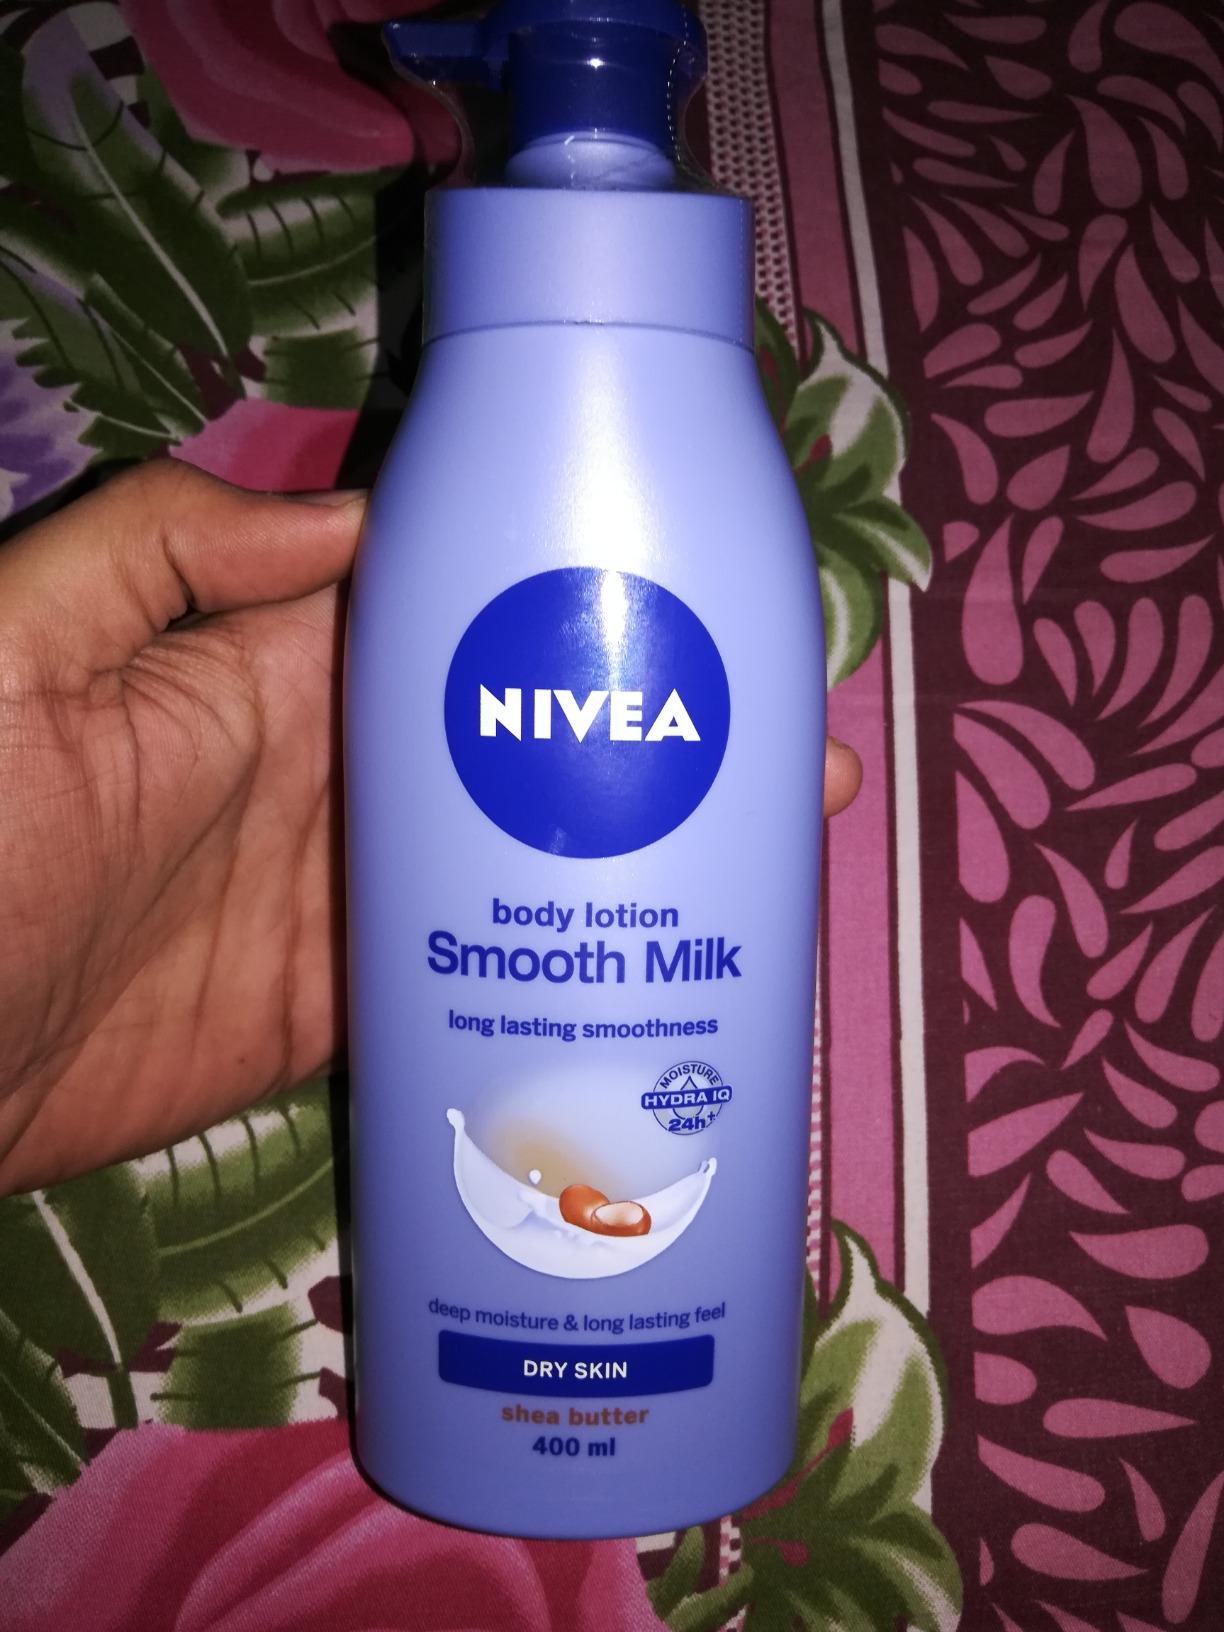 NIVEA
body lotion
Smooth Milk
long lasting smoothness
MOISTURE
HYDRA IQ
24h+
deep moisture & long lasting feel
DRY SKIN
shea butter
400 ml